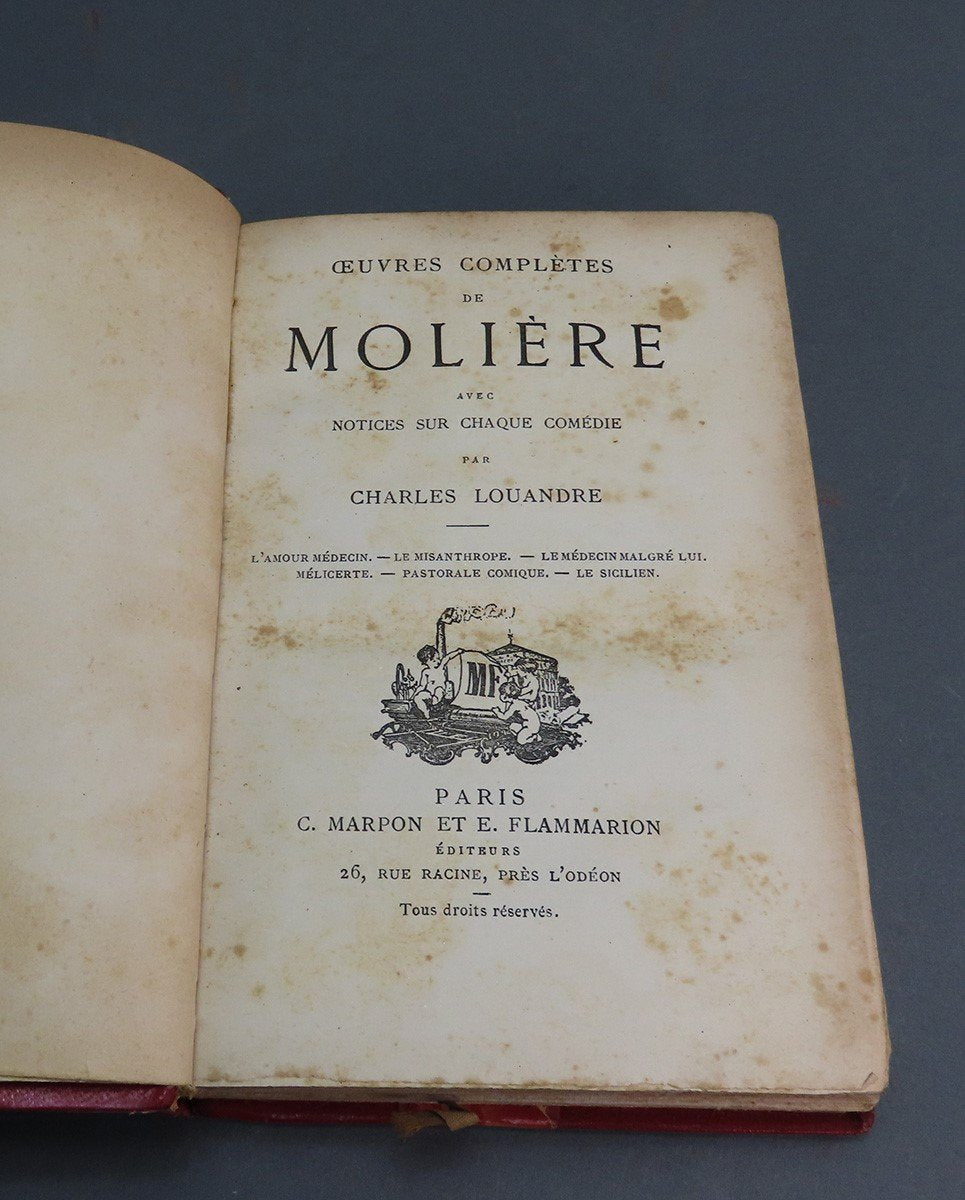 ŒUVRES COMPLÈTES
DE
MOLIÈRE
AVEC
NOTICES SUR CHAQUE COMÉDIE
PAR
CHARLES LOUANDRE
L'AMOUR MÉDECIN. — LE MISANTHROPE. — LE MÉDECIN MALGRÉ LUI.
MÉLICERTE. — PASTORALE COMIQUE. — LE SICILIEN.
MF
PARIS
C. MARPON ET E. FLAMMARION
ÉDITEURS
26, RUE RACINE, PRÈS L'ODÉON
Tous droits réservés.